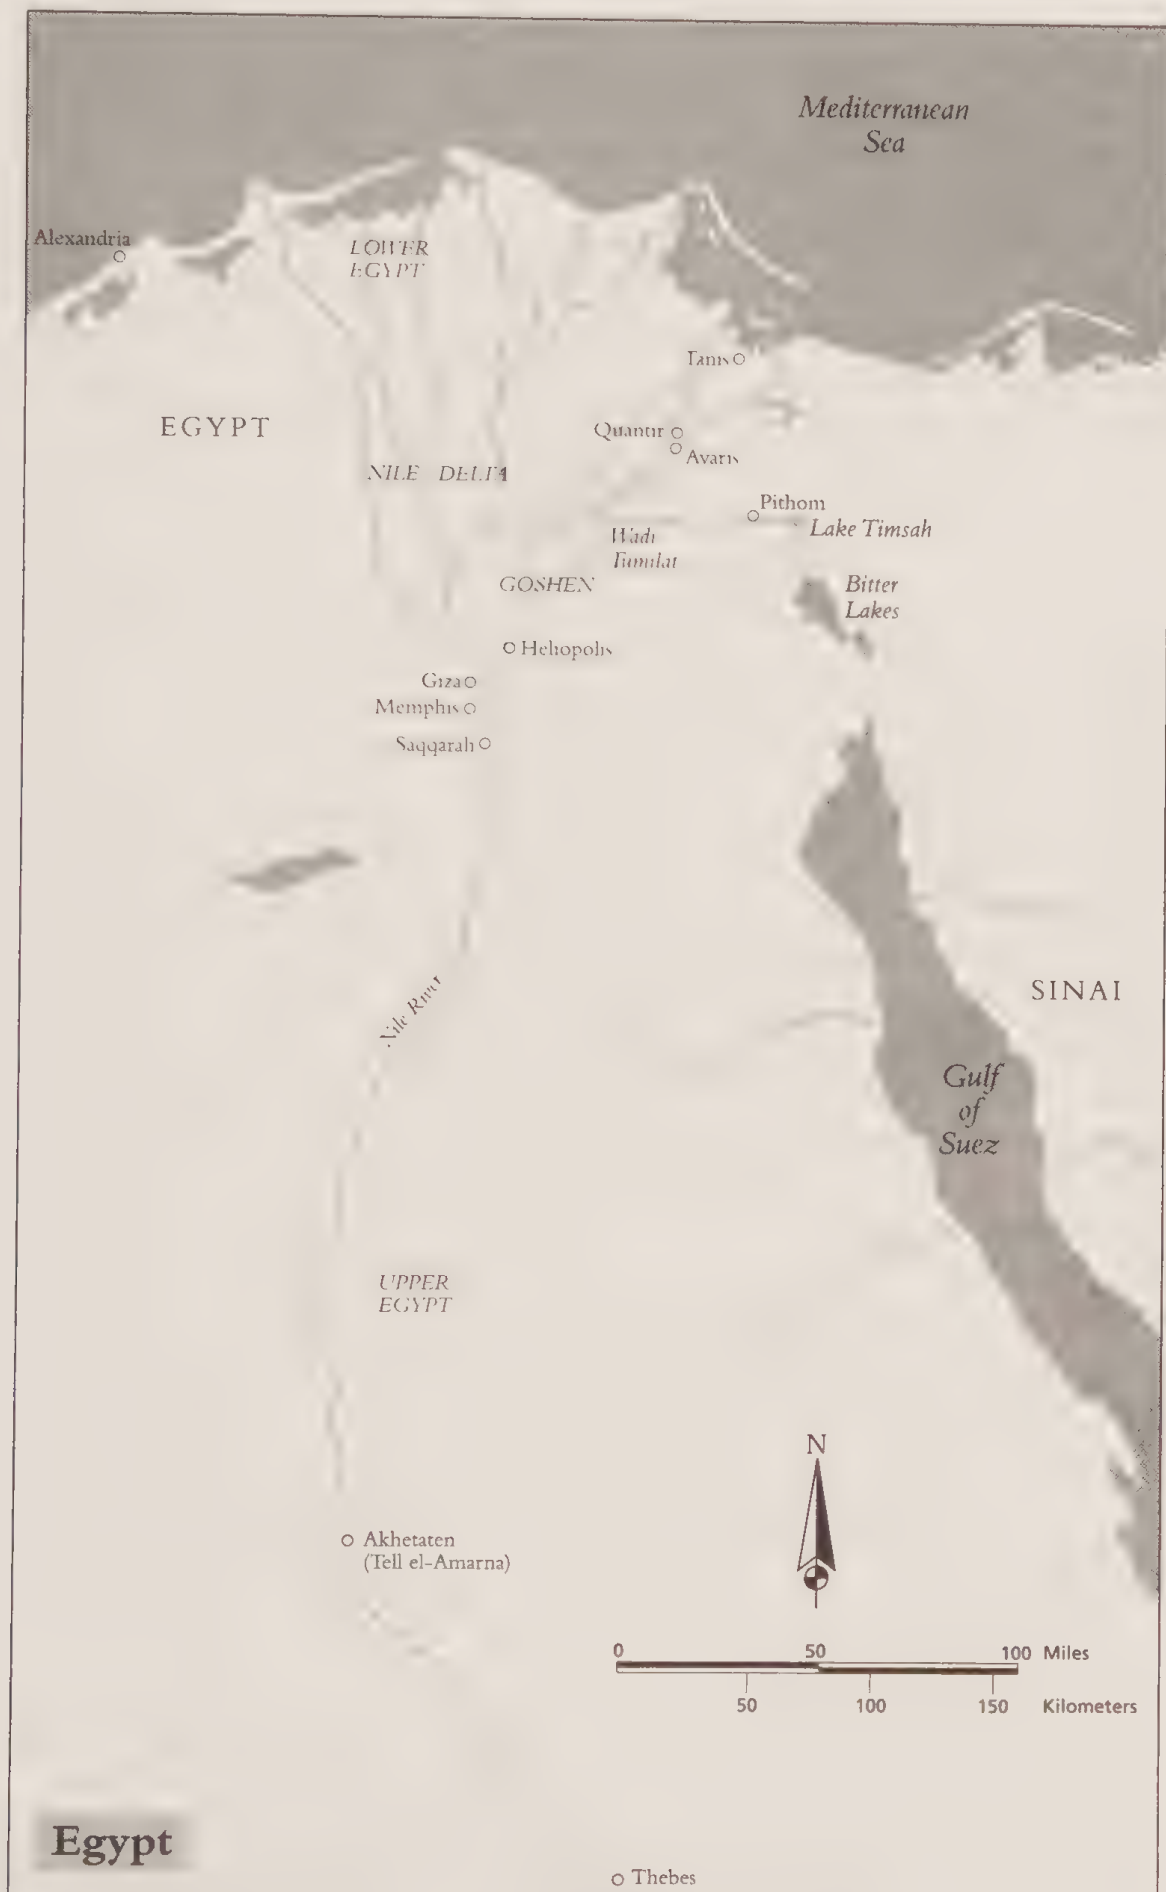 Mediterranean
Sea
Alexandria
LOWER
EGYPT
Tanis
EGYPT
Quantir
Avaris
NILE DELTA
Pithom
Lake Timsah
Wadi
Tumilat
GOSHEN
Bitter
Lakes
Heliopolis
Giza
Memphis
Saqqarah
Nile River
SINAI
Gulf
of
Suez
UPPER
EGYPT
N
Akhetaten
(Tell el-Amarna)
0 50 100 Miles
50 100 150 Kilometers
Egypt
Thebes